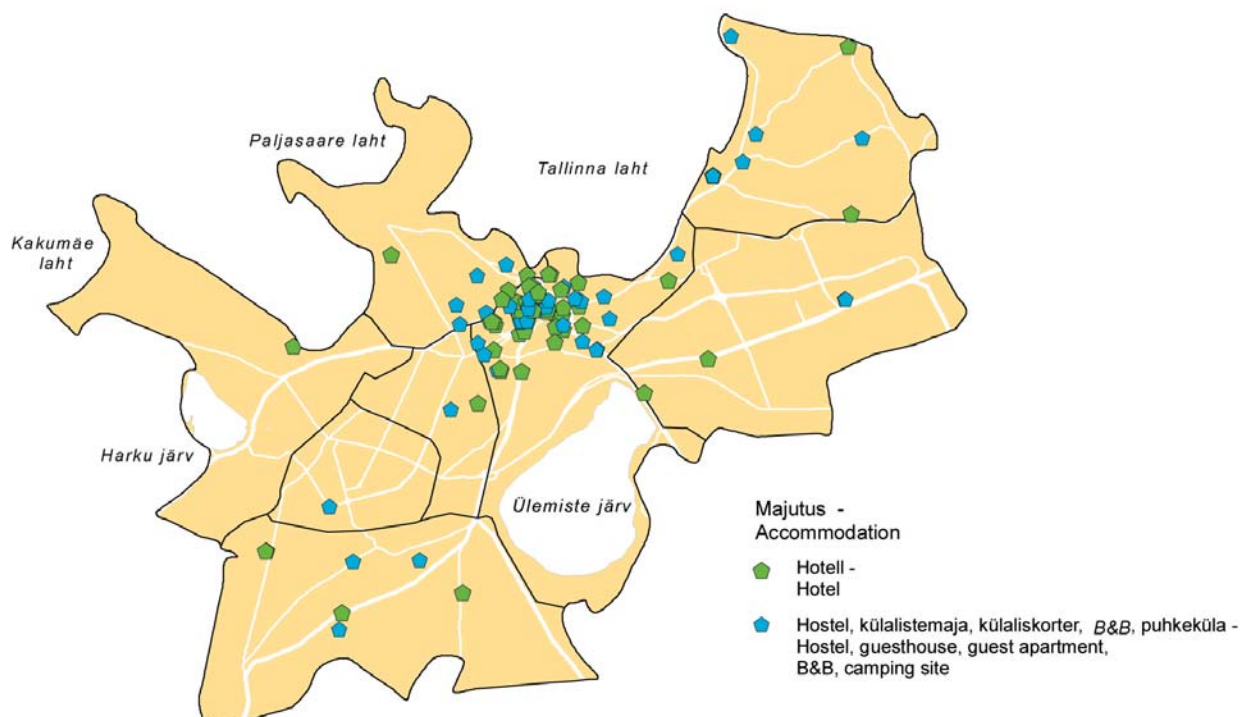 Paljasaare laht
Tallinna laht
Kakumäe
laht
Harku järv
Ülemiste järv
Majutus -
Accommodation
Hotell -
Hotel
Hostel, külalistemaja, külaliskorter, B&B, puhkeküla -
Hostel, guesthouse, guest apartment,
B&B, camping site